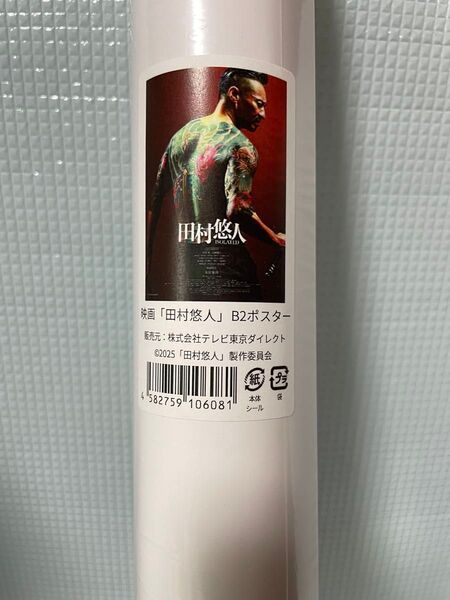 田村悠人
ISOLATED
映画「田村悠人」 B2ポスター
販売元：株式会社テレビ東京ダイレクト
©2025「田村悠人」製作委員会
4 582759 106081
紙
本体
シール
プラ
袋